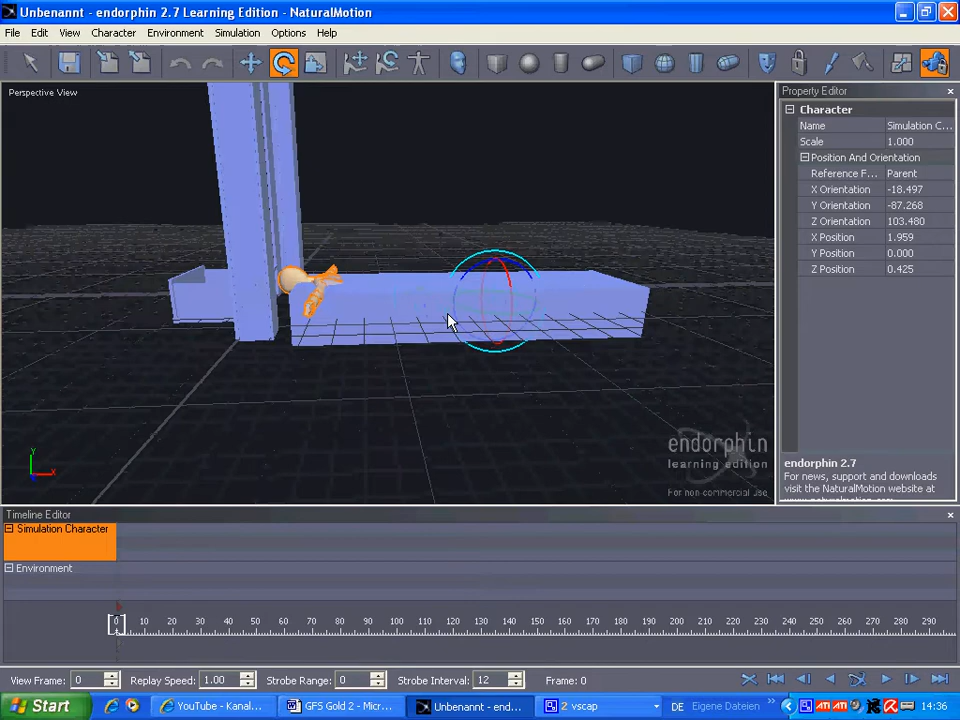 Unbenannt - endorphin 2.7 Learning Edition - NaturalMotion
File Edit View Character Environment Simulation Options Help
Perspective View
Property Editor
Character
Name Simulation C...
Scale 1.000
Position And Orientation
Reference F... Parent
X Orientation -18.497
Y Orientation -87.268
Z Orientation 103.480
X Position 1.959
Y Position 0.000
Z Position 0.425
Y
X
endorphin
learning edition
For non-commercial use
endorphin 2.7
For news, support and downloads
visit the NaturalMotion website at
Timeline Editor
Simulation Character
Environment
0 10 20 30 40 50 60 70 80 90 100 110 120 130 140 150 160 170 180 190 200 210 220 230 240 250 260 270 280 290
View Frame: 0 Replay Speed: 1.00 Strobe Range: 0 Strobe Interval: 12 Frame: 0
Start YouTube - Kanal... GFS Gold 2 - Micr... Unbenannt - end... 2 vscap DE Eigene Dateien 14:36